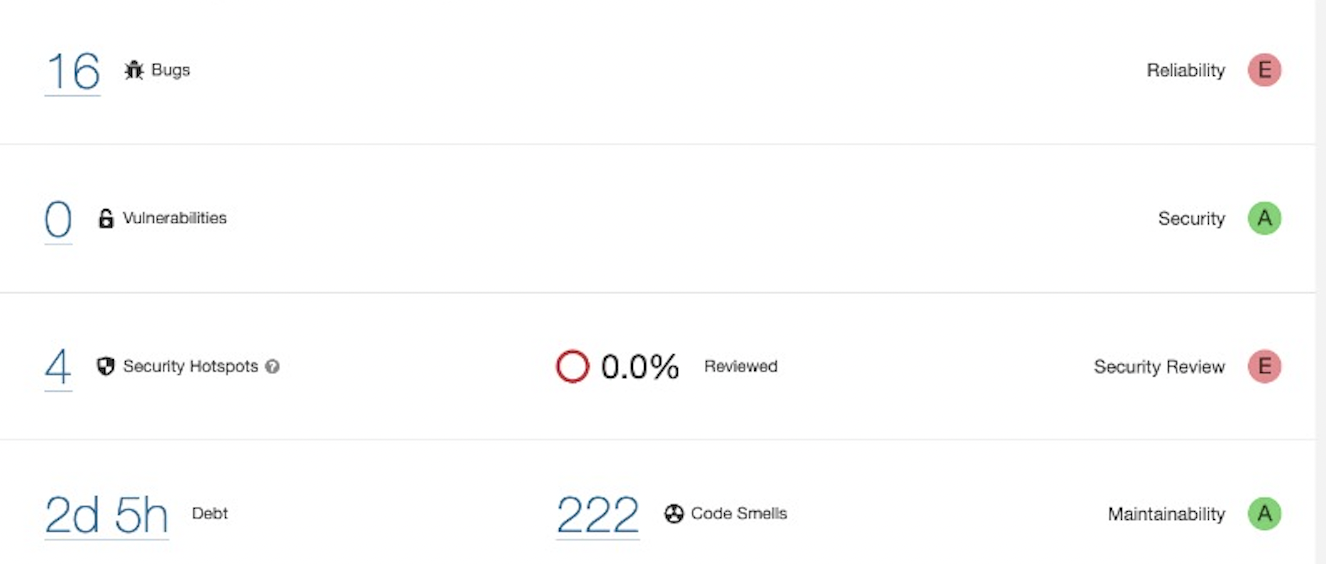 16 Bugs Reliability E
0 Vulnerabilities Security A
4 Security Hotspots ? 0.0% Reviewed Security Review E
2d 5h Debt 222 Code Smells Maintainability A